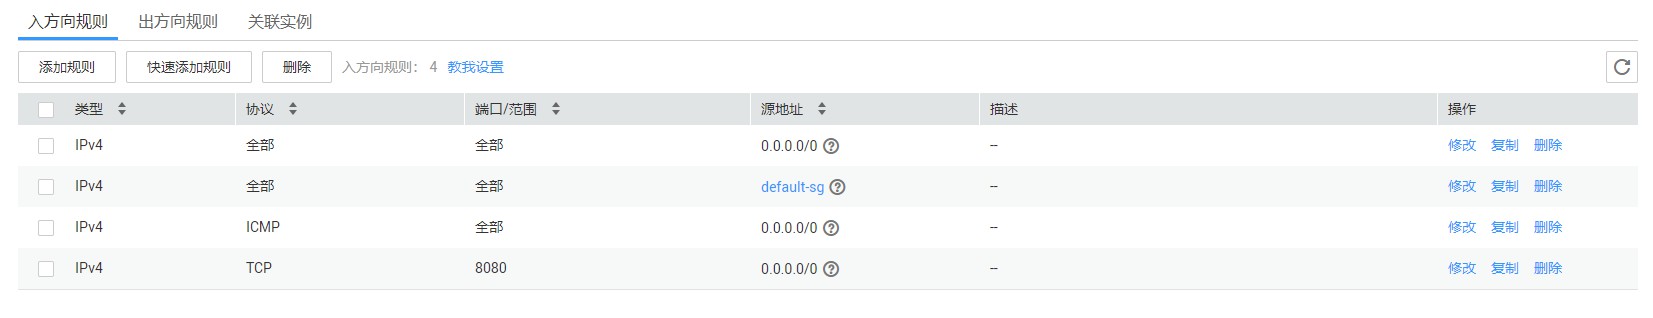 入方向规则 出方向规则 关联实例
添加规则 快速添加规则 删除 入方向规则: 4 教我设置
类型 协议 端口/范围 源地址 描述 操作
IPv4 全部 全部 0.0.0.0/0 -- 修改 复制 删除
IPv4 全部 全部 default-sg -- 修改 复制 删除
IPv4 ICMP 全部 0.0.0.0/0 -- 修改 复制 删除
IPv4 TCP 8080 0.0.0.0/0 -- 修改 复制 删除